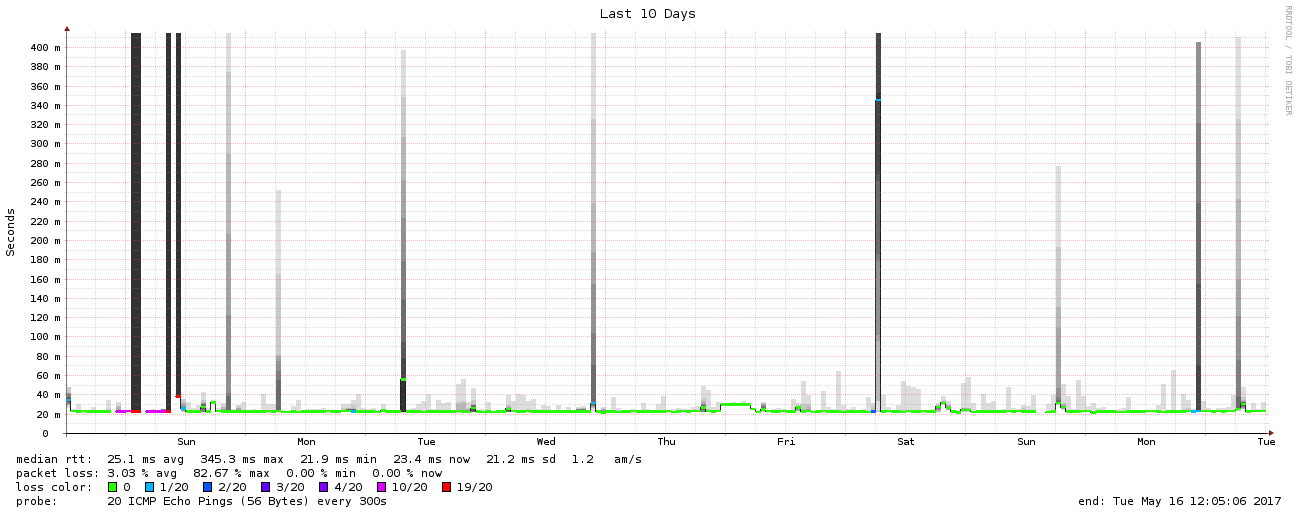 Last 10 Days
RRDTOOL / TOBI OETIKER
Seconds
400 m
380 m
360 m
340 m
320 m
300 m
280 m
260 m
240 m
220 m
200 m
180 m
160 m
140 m
120 m
100 m
80 m
60 m
40 m
20 m
0
Sun Mon Tue Wed Thu Fri Sat Sun Mon Tue
median rtt: 25.1 ms avg 345.3 ms max 21.9 ms min 23.4 ms now 21.2 ms sd 1.2 am/s
packet loss: 3.03 % avg 82.67 % max 0.00 % min 0.00 % now
loss color: 0 1/20 2/20 3/20 4/20 10/20 19/20
probe: 20 ICMP Echo Pings (56 Bytes) every 300s end: Tue May 16 12:05:06 2017